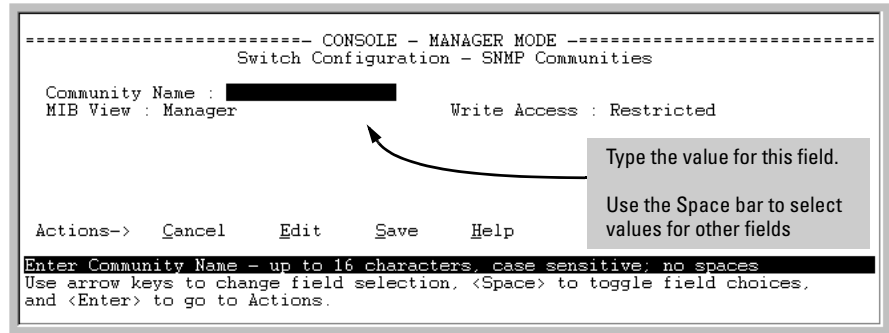 ==========================- CONSOLE - MANAGER MODE -============================
Switch Configuration - SNMP Communities
Community Name :
MIB View : Manager Write Access : Restricted
Type the value for this field.
Use the Space bar to select
values for other fields
Actions-> Cancel Edit Save Help
Enter Community Name - up to 16 characters, case sensitive; no spaces
Use arrow keys to change field selection, <Space> to toggle field choices,
and <Enter> to go to Actions.